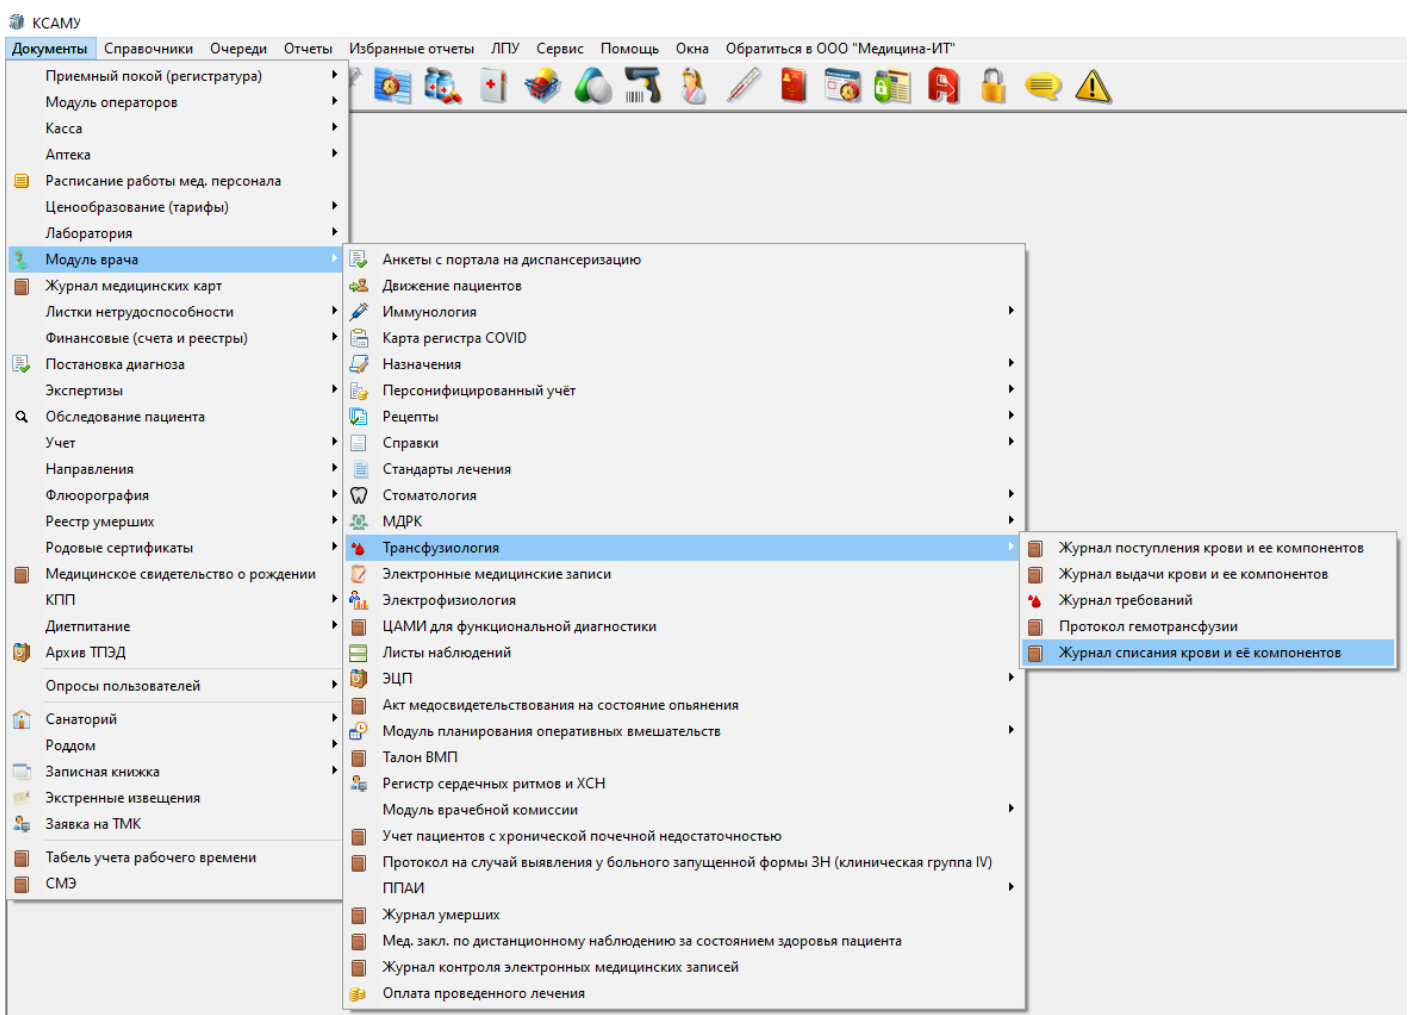 КСАМУ
Документы Справочники Очереди Отчеты Избранные отчеты ЛПУ Сервис Помощь Окна Обратиться в ООО "Медицина-ИТ"
Приемный покой (регистратура)
Модуль операторов
Касса
Аптека
Расписание работы мед. персонала
Ценообразование (тарифы)
Лаборатория
Модуль врача
Журнал медицинских карт
Листки нетрудоспособности
Финансовые (счета и реестры)
Постановка диагноза
Экспертизы
Обследование пациента
Учет
Направления
Флюорография
Реестр умерших
Родовые сертификаты
Медицинское свидетельство о рождении
КПП
Диетпитание
Архив ТПЭД
Опросы пользователей
Санаторий
Роддом
Записная книжка
Экстренные извещения
Заявка на ТМК
Табель учета рабочего времени
СМЭ
Анкеты с портала на диспансеризацию
Движение пациентов
Иммунология
Карта регистра COVID
Назначения
Персонифицированный учёт
Рецепты
Справки
Стандарты лечения
Стоматология
МДРК
Трансфузиология
Электронные медицинские записи
Электрофизиология
ЦАМИ для функциональной диагностики
Листы наблюдений
ЭЦП
Акт медосвидетельствования на состояние опьянения
Модуль планирования оперативных вмешательств
Талон ВМП
Регистр сердечных ритмов и ХСН
Модуль врачебной комиссии
Учет пациентов с хронической почечной недостаточностью
Протокол на случай выявления у больного запущенной формы ЗН (клиническая группа IV)
ППАИ
Журнал умерших
Мед. закл. по дистанционному наблюдению за состоянием здоровья пациента
Журнал контроля электронных медицинских записей
Оплата проведенного лечения
Журнал поступления крови и ее компонентов
Журнал выдачи крови и ее компонентов
Журнал требований
Протокол гемотрансфузии
Журнал списания крови и её компонентов